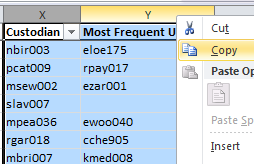 X Y
Custodian Most Frequent U
nbir003 eloe175
pcat009 rpay017
msew002 ezar001
slav007
mpea036 ewoo040
rgar018 cche905
mbri007 kmed008
Cut
Copy
Paste Op
Paste Sp
Insert